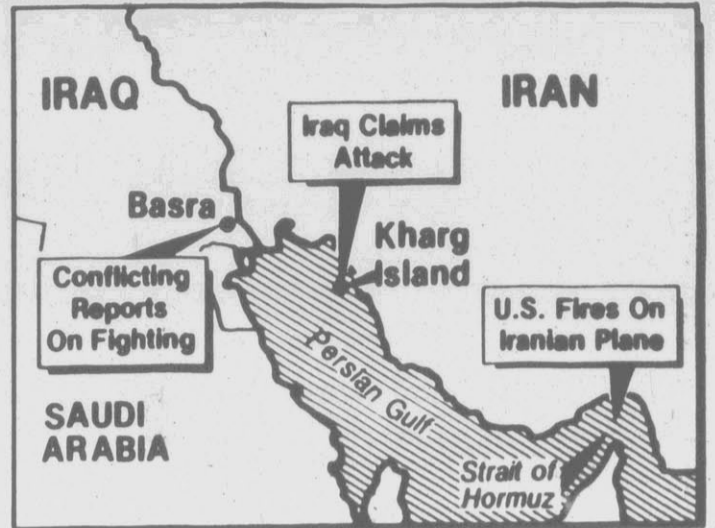 IRAQ
IRAN
Iraq Claims
Attack
Basra
Kharg
Island
Conflicting
Reports
On Fighting
U.S. Fires On
Iranian Plane
Persian Gulf
SAUDI
ARABIA
Strait of
Hormuz